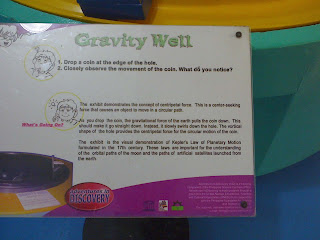 Gravity Well
1. Drop a coin at the edge of the hole.
2. Closely observe the movement of the coin. What do you notice?
What's Going On?
The exhibit demonstrates the concept of centripetal force. This is a center-seeking
force that causes an object to move in a circular path.
As you drop the coin, the gravitational force of the earth pulls the coin down. This
should make it go straight down. Instead, it slowly swirls down the hole. The vortical
shape of the hole provides the centripetal force for the circular motion of the coin.
The exhibit is the visual demonstration of Kepler's Law of Planetary Motion
formulated in the 17th century. These laws are important for the understanding
of the orbital paths of the moon and the paths of artificial satellites launched from
the earth.
DISCOVERY